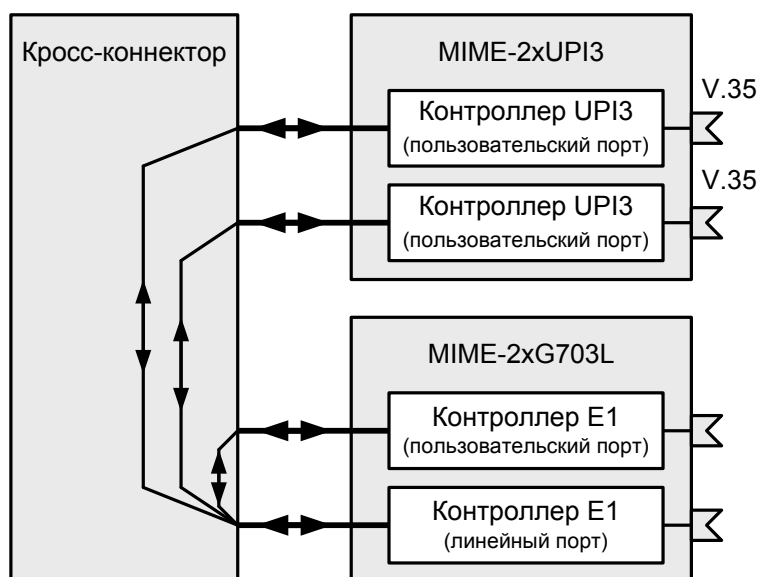 Кросс-коннектор
MIME-2xUPI3
V.35
Контроллер UPI3
(пользовательский порт)
V.35
Контроллер UPI3
(пользовательский порт)
MIME-2xG703L
Контроллер E1
(пользовательский порт)
Контроллер E1
(линейный порт)